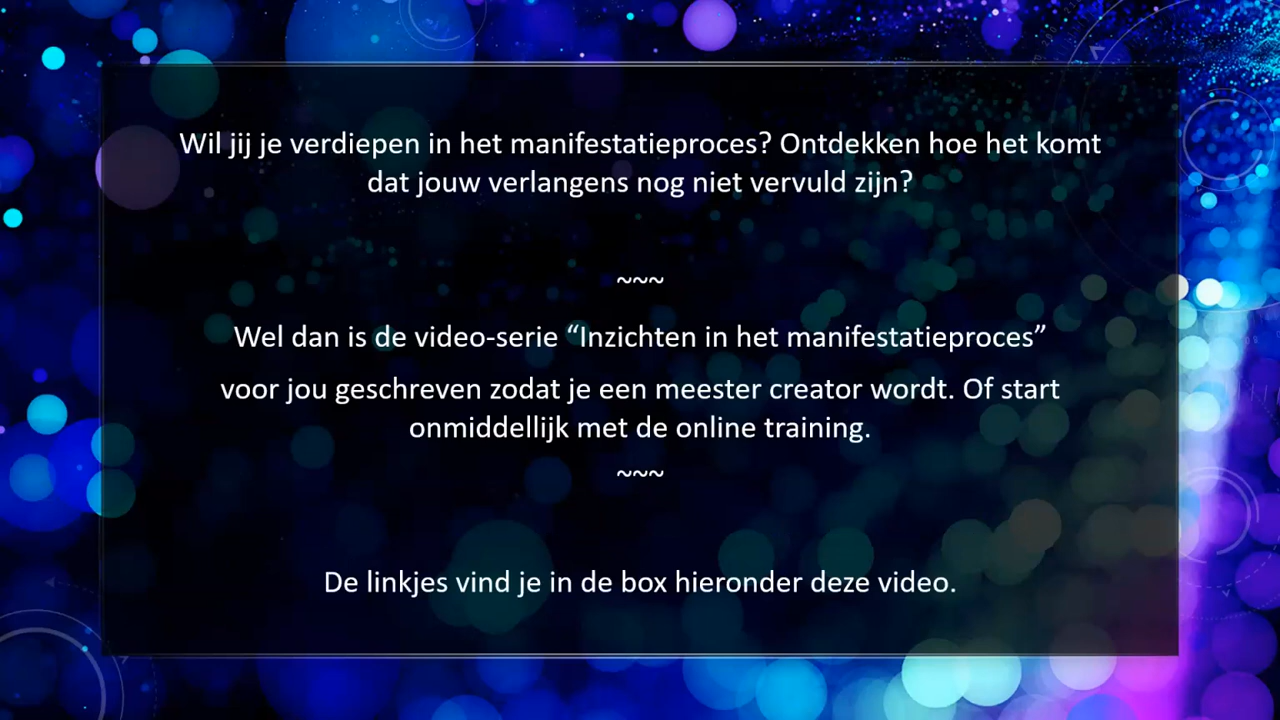 Wil jij je verdiepen in het manifestatieproces? Ontdekken hoe het komt
dat jouw verlangens nog niet vervuld zijn?
~~~
Wel dan is de video-serie “Inzichten in het manifestatieproces”
voor jou geschreven zodat je een meester creator wordt. Of start
onmiddellijk met de online training.
~~~
De linkjes vind je in de box hieronder deze video.